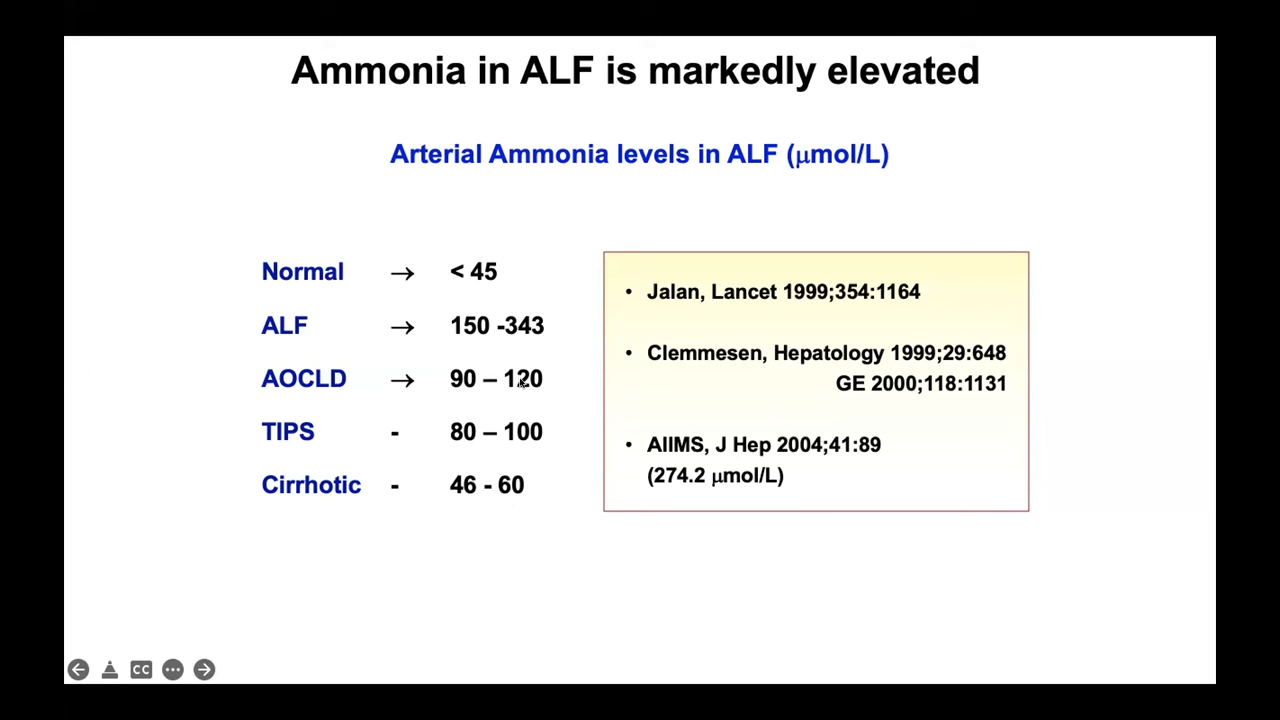 Ammonia in ALF is markedly elevated
Arterial Ammonia levels in ALF (μmol/L)
Normal → < 45
ALF → 150 -343
AOCLD → 90 – 120
TIPS - 80 – 100
Cirrhotic - 46 - 60
• Jalan, Lancet 1999;354:1164
• Clemmesen, Hepatology 1999;29:648
GE 2000;118:1131
• AIIMS, J Hep 2004;41:89
(274.2 μmol/L)
CC